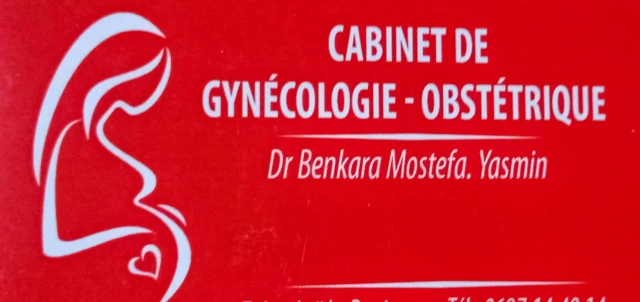 CABINET DE
GYNÉCOLOGIE - OBSTÉTRIQUE
Dr Benkara Mostefa. Yasmin